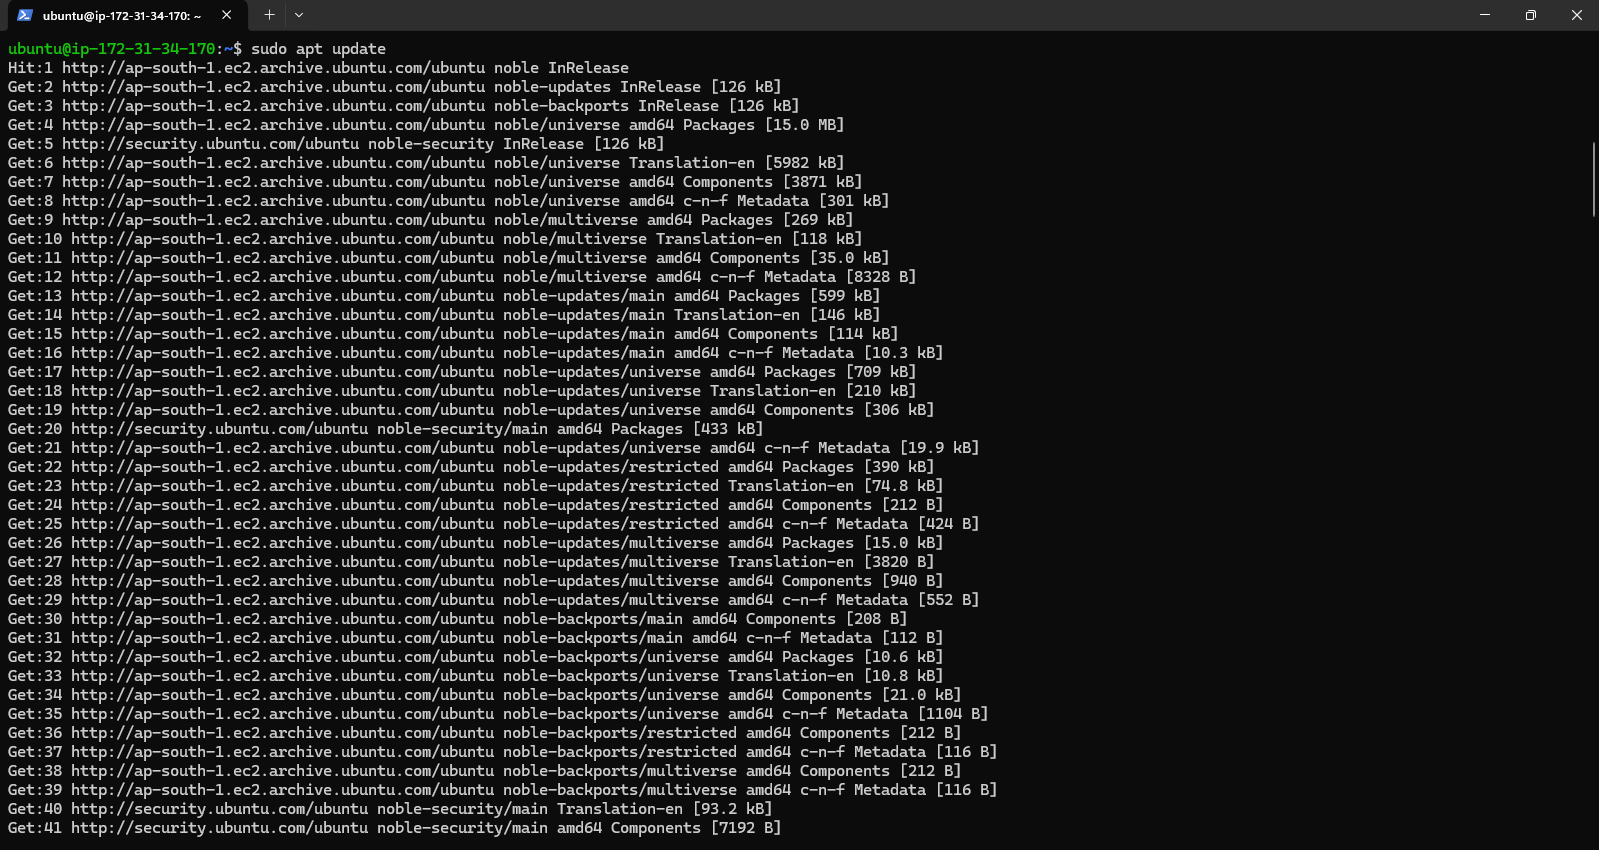 ubuntu@ip-172-31-34-170: ~
ubuntu@ip-172-31-34-170:~$ sudo apt update
Hit:1 http://ap-south-1.ec2.archive.ubuntu.com/ubuntu noble InRelease
Get:2 http://ap-south-1.ec2.archive.ubuntu.com/ubuntu noble-updates InRelease [126 kB]
Get:3 http://ap-south-1.ec2.archive.ubuntu.com/ubuntu noble-backports InRelease [126 kB]
Get:4 http://ap-south-1.ec2.archive.ubuntu.com/ubuntu noble/universe amd64 Packages [15.0 MB]
Get:5 http://security.ubuntu.com/ubuntu noble-security InRelease [126 kB]
Get:6 http://ap-south-1.ec2.archive.ubuntu.com/ubuntu noble/universe Translation-en [5982 kB]
Get:7 http://ap-south-1.ec2.archive.ubuntu.com/ubuntu noble/universe amd64 Components [3871 kB]
Get:8 http://ap-south-1.ec2.archive.ubuntu.com/ubuntu noble/universe amd64 c-n-f Metadata [301 kB]
Get:9 http://ap-south-1.ec2.archive.ubuntu.com/ubuntu noble/multiverse amd64 Packages [269 kB]
Get:10 http://ap-south-1.ec2.archive.ubuntu.com/ubuntu noble/multiverse Translation-en [118 kB]
Get:11 http://ap-south-1.ec2.archive.ubuntu.com/ubuntu noble/multiverse amd64 Components [35.0 kB]
Get:12 http://ap-south-1.ec2.archive.ubuntu.com/ubuntu noble/multiverse amd64 c-n-f Metadata [8328 B]
Get:13 http://ap-south-1.ec2.archive.ubuntu.com/ubuntu noble-updates/main amd64 Packages [599 kB]
Get:14 http://ap-south-1.ec2.archive.ubuntu.com/ubuntu noble-updates/main Translation-en [146 kB]
Get:15 http://ap-south-1.ec2.archive.ubuntu.com/ubuntu noble-updates/main amd64 Components [114 kB]
Get:16 http://ap-south-1.ec2.archive.ubuntu.com/ubuntu noble-updates/main amd64 c-n-f Metadata [10.3 kB]
Get:17 http://ap-south-1.ec2.archive.ubuntu.com/ubuntu noble-updates/universe amd64 Packages [709 kB]
Get:18 http://ap-south-1.ec2.archive.ubuntu.com/ubuntu noble-updates/universe Translation-en [210 kB]
Get:19 http://ap-south-1.ec2.archive.ubuntu.com/ubuntu noble-updates/universe amd64 Components [306 kB]
Get:20 http://security.ubuntu.com/ubuntu noble-security/main amd64 Packages [433 kB]
Get:21 http://ap-south-1.ec2.archive.ubuntu.com/ubuntu noble-updates/universe amd64 c-n-f Metadata [19.9 kB]
Get:22 http://ap-south-1.ec2.archive.ubuntu.com/ubuntu noble-updates/restricted amd64 Packages [390 kB]
Get:23 http://ap-south-1.ec2.archive.ubuntu.com/ubuntu noble-updates/restricted Translation-en [74.8 kB]
Get:24 http://ap-south-1.ec2.archive.ubuntu.com/ubuntu noble-updates/restricted amd64 Components [212 B]
Get:25 http://ap-south-1.ec2.archive.ubuntu.com/ubuntu noble-updates/restricted amd64 c-n-f Metadata [424 B]
Get:26 http://ap-south-1.ec2.archive.ubuntu.com/ubuntu noble-updates/multiverse amd64 Packages [15.0 kB]
Get:27 http://ap-south-1.ec2.archive.ubuntu.com/ubuntu noble-updates/multiverse Translation-en [3820 B]
Get:28 http://ap-south-1.ec2.archive.ubuntu.com/ubuntu noble-updates/multiverse amd64 Components [940 B]
Get:29 http://ap-south-1.ec2.archive.ubuntu.com/ubuntu noble-updates/multiverse amd64 c-n-f Metadata [552 B]
Get:30 http://ap-south-1.ec2.archive.ubuntu.com/ubuntu noble-backports/main amd64 Components [208 B]
Get:31 http://ap-south-1.ec2.archive.ubuntu.com/ubuntu noble-backports/main amd64 c-n-f Metadata [112 B]
Get:32 http://ap-south-1.ec2.archive.ubuntu.com/ubuntu noble-backports/universe amd64 Packages [10.6 kB]
Get:33 http://ap-south-1.ec2.archive.ubuntu.com/ubuntu noble-backports/universe Translation-en [10.8 kB]
Get:34 http://ap-south-1.ec2.archive.ubuntu.com/ubuntu noble-backports/universe amd64 Components [21.0 kB]
Get:35 http://ap-south-1.ec2.archive.ubuntu.com/ubuntu noble-backports/universe amd64 c-n-f Metadata [1104 B]
Get:36 http://ap-south-1.ec2.archive.ubuntu.com/ubuntu noble-backports/restricted amd64 Components [212 B]
Get:37 http://ap-south-1.ec2.archive.ubuntu.com/ubuntu noble-backports/restricted amd64 c-n-f Metadata [116 B]
Get:38 http://ap-south-1.ec2.archive.ubuntu.com/ubuntu noble-backports/multiverse amd64 Components [212 B]
Get:39 http://ap-south-1.ec2.archive.ubuntu.com/ubuntu noble-backports/multiverse amd64 c-n-f Metadata [116 B]
Get:40 http://security.ubuntu.com/ubuntu noble-security/main Translation-en [93.2 kB]
Get:41 http://security.ubuntu.com/ubuntu noble-security/main amd64 Components [7192 B]